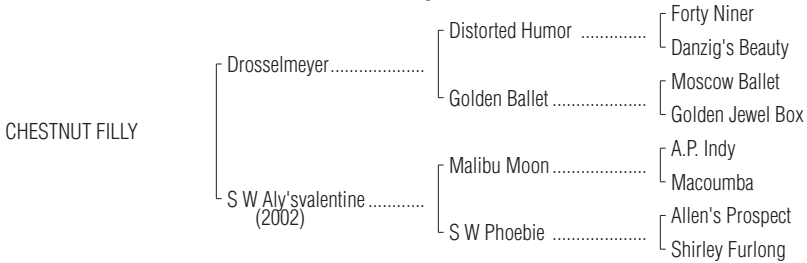 Forty Niner
Distorted Humor ..............
Danzig's Beauty
Drosselmeyer.....................
Moscow Ballet
Golden Ballet ....................
Golden Jewel Box
CHESTNUT FILLY
A.P. Indy
Malibu Moon ....................
Macoumba
S W Aly'svalentine ............
(2002)
Allen's Prospect
S W Phoebie ....................
Shirley Furlong